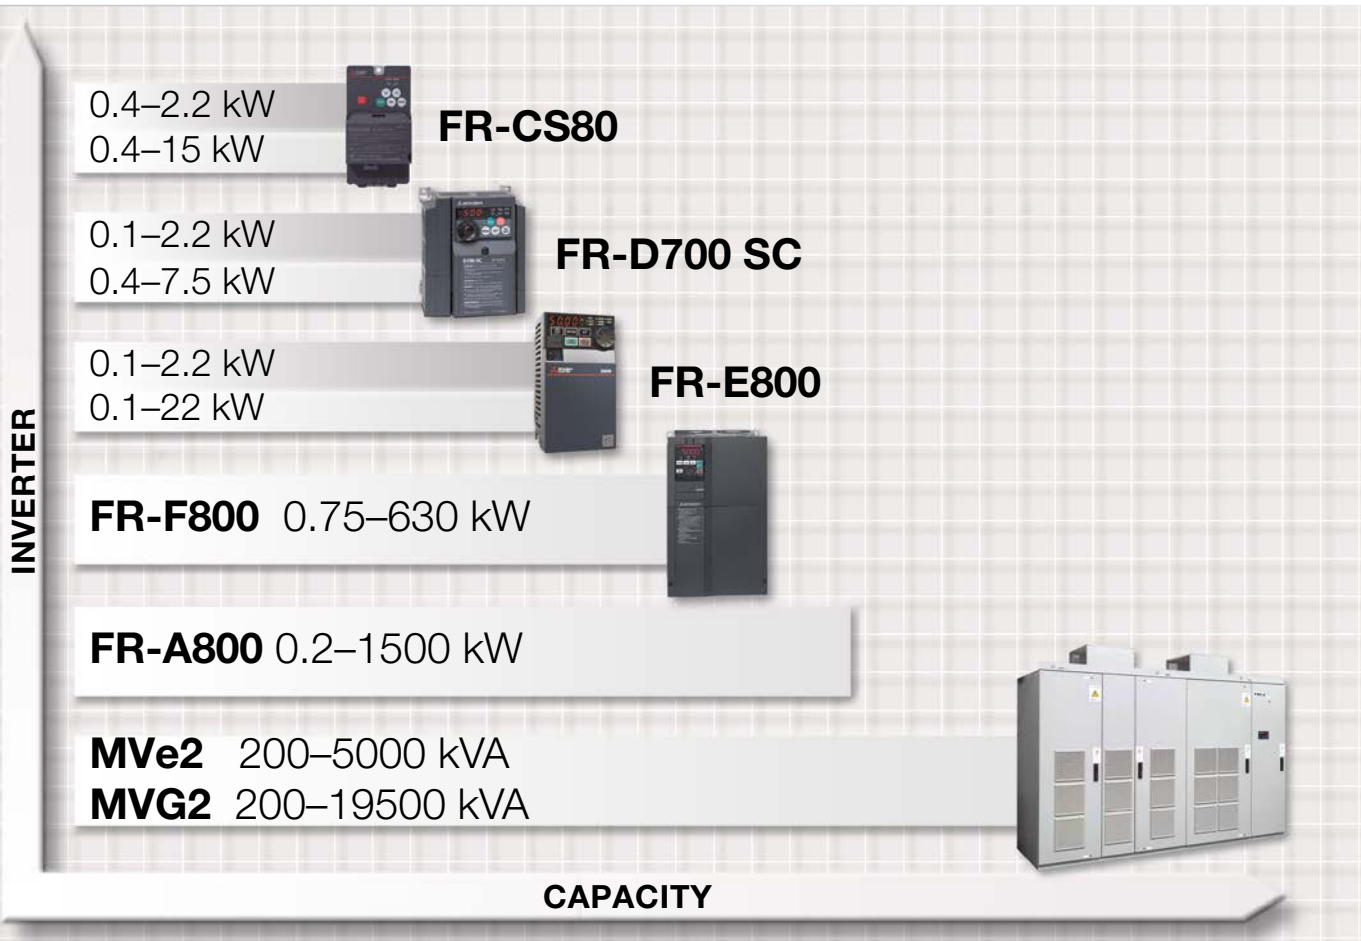 0.4–2.2 kW
0.4–15 kW
FR-CS80
0.1–2.2 kW
0.4–7.5 kW
FR-D700 SC
0.1–2.2 kW
0.1–22 kW
FR-E800
FR-F800 0.75–630 kW
FR-A800 0.2–1500 kW
MVe2 200–5000 kVA
MVG2 200–19500 kVA
INVERTER
CAPACITY